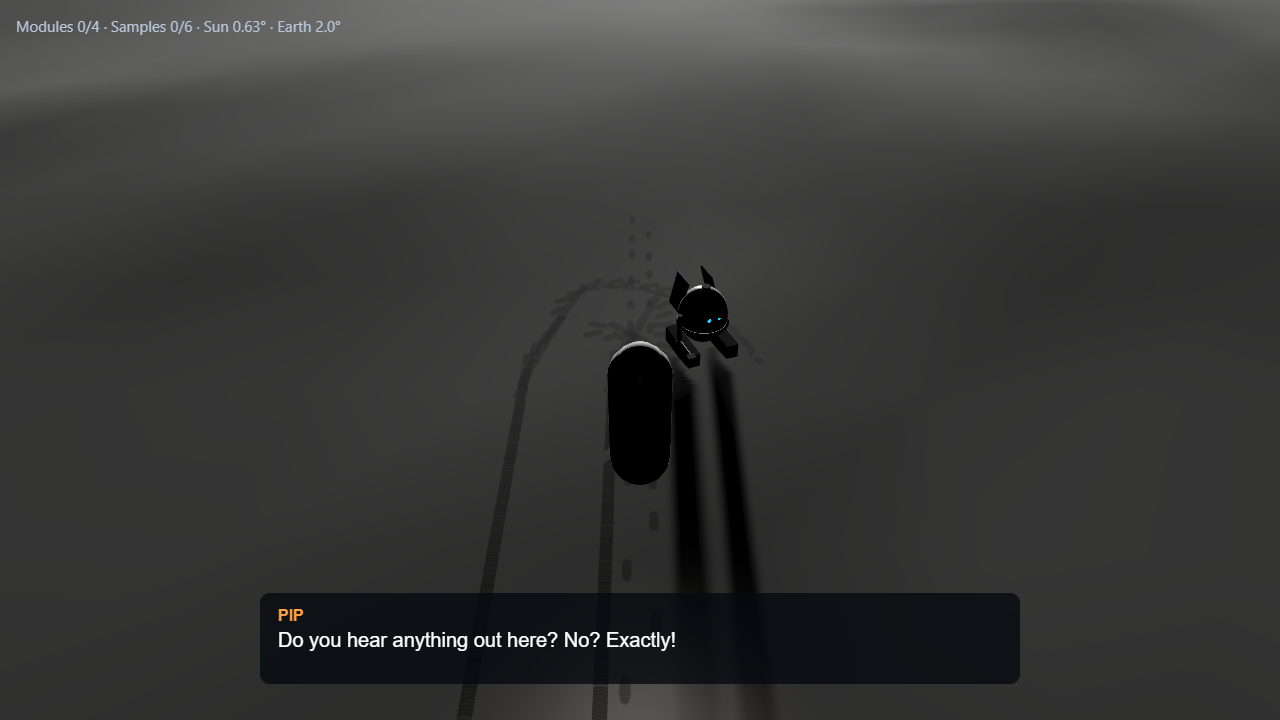 Modules 0/4 · Samples 0/6 · Sun 0.63° · Earth 2.0°
PIP
Do you hear anything out here? No? Exactly!